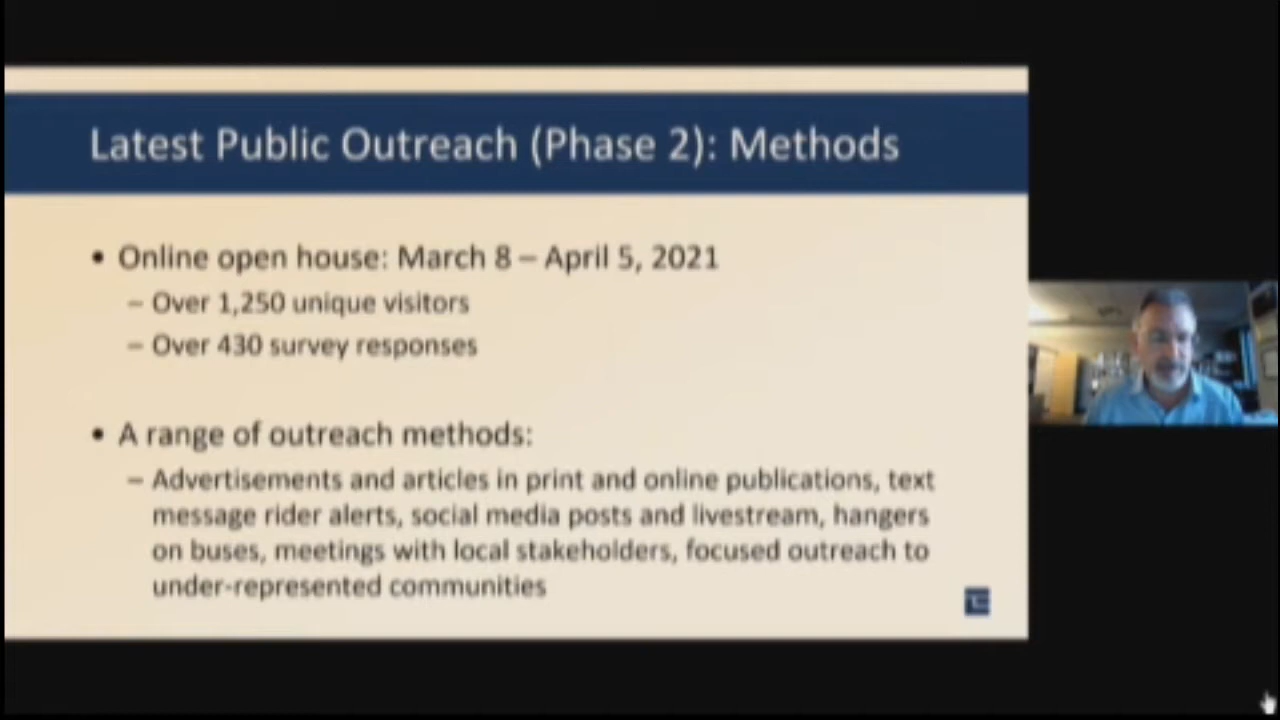 Latest Public Outreach (Phase 2): Methods
• Online open house: March 8 – April 5, 2021
– Over 1,250 unique visitors
– Over 430 survey responses
• A range of outreach methods:
– Advertisements and articles in print and online publications, text
message rider alerts, social media posts and livestream, hangers
on buses, meetings with local stakeholders, focused outreach to
under-represented communities